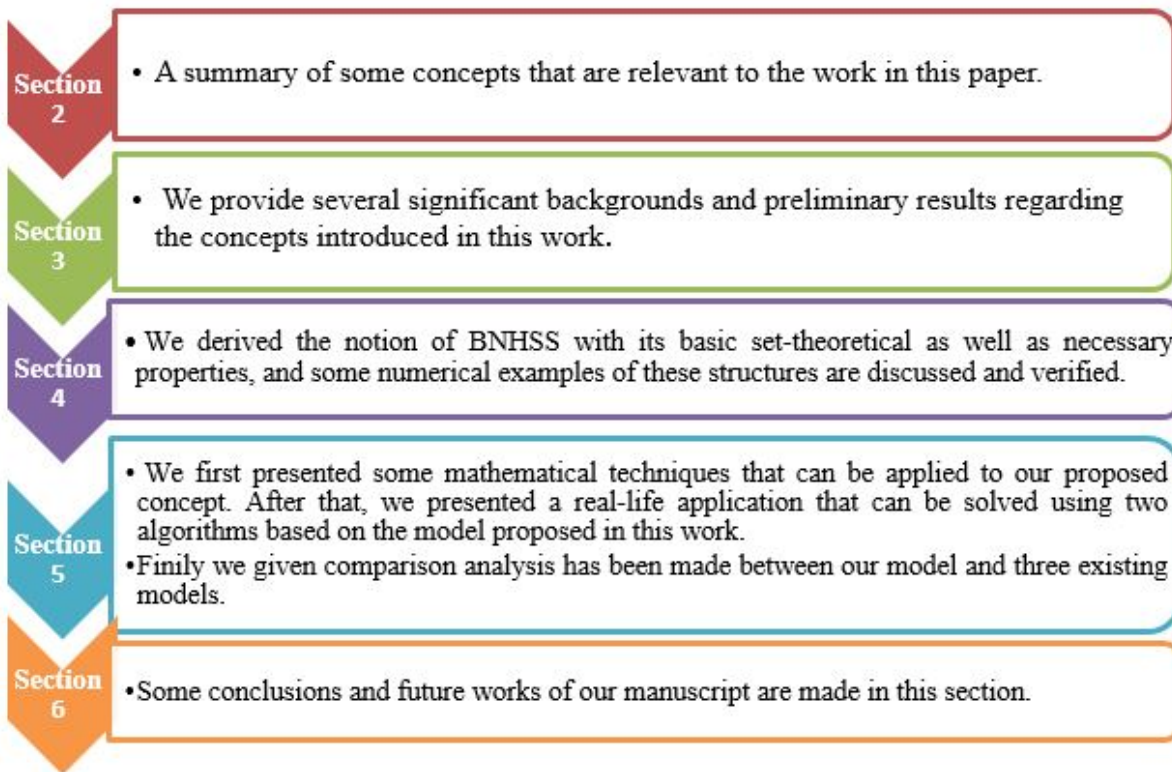 Section
2
• A summary of some concepts that are relevant to the work in this paper.
Section
3
• We provide several significant backgrounds and preliminary results regarding
the concepts introduced in this work.
Section
4
• We derived the notion of BNHSS with its basic set-theoretical as well as necessary
properties, and some numerical examples of these structures are discussed and verified.
Section
5
• We first presented some mathematical techniques that can be applied to our proposed
concept. After that, we presented a real-life application that can be solved using two
algorithms based on the model proposed in this work.
•Finily we given comparison analysis has been made between our model and three existing
models.
Section
6
•Some conclusions and future works of our manuscript are made in this section.